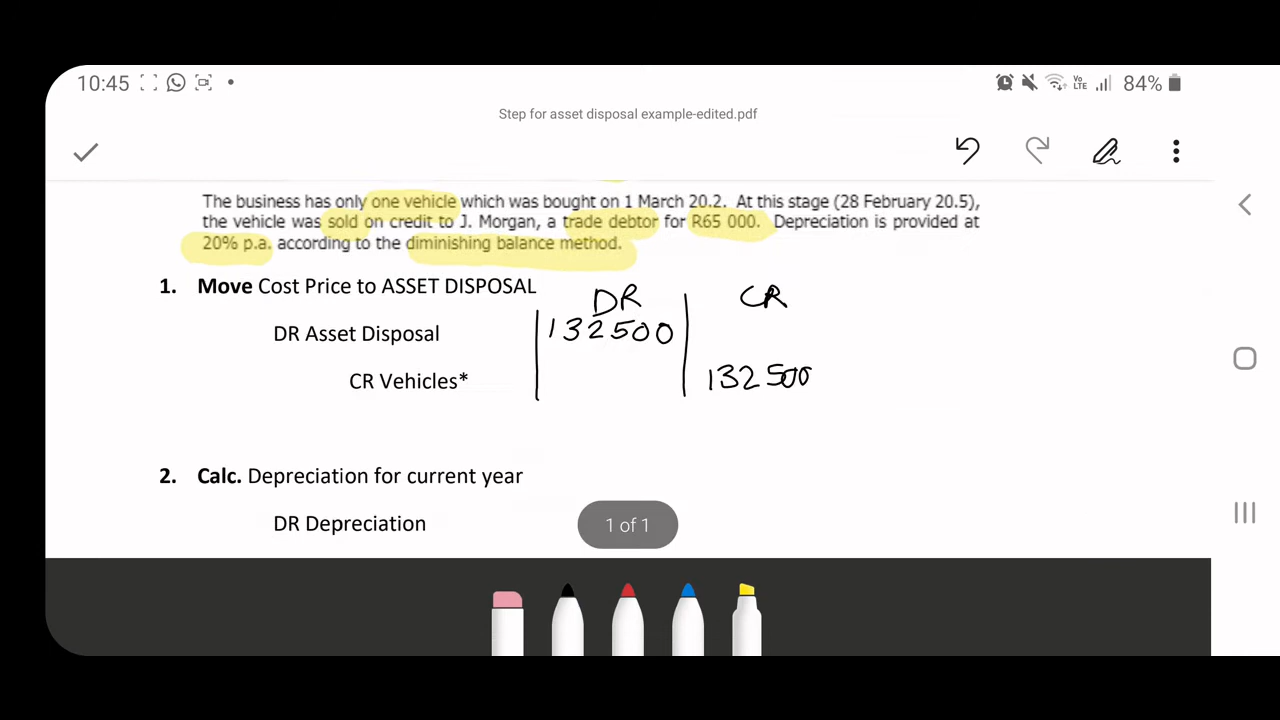 10:45 84%
Step for asset disposal example-edited.pdf
The business has only one vehicle which was bought on 1 March 20.2. At this stage (28 February 20.5),
the vehicle was sold on credit to J. Morgan, a trade debtor for R65 000. Depreciation is provided at
20% p.a. according to the diminishing balance method.
1. Move Cost Price to ASSET DISPOSAL
DR CR
DR Asset Disposal 132500
CR Vehicles* 132500
2. Calc. Depreciation for current year
DR Depreciation
1 of 1